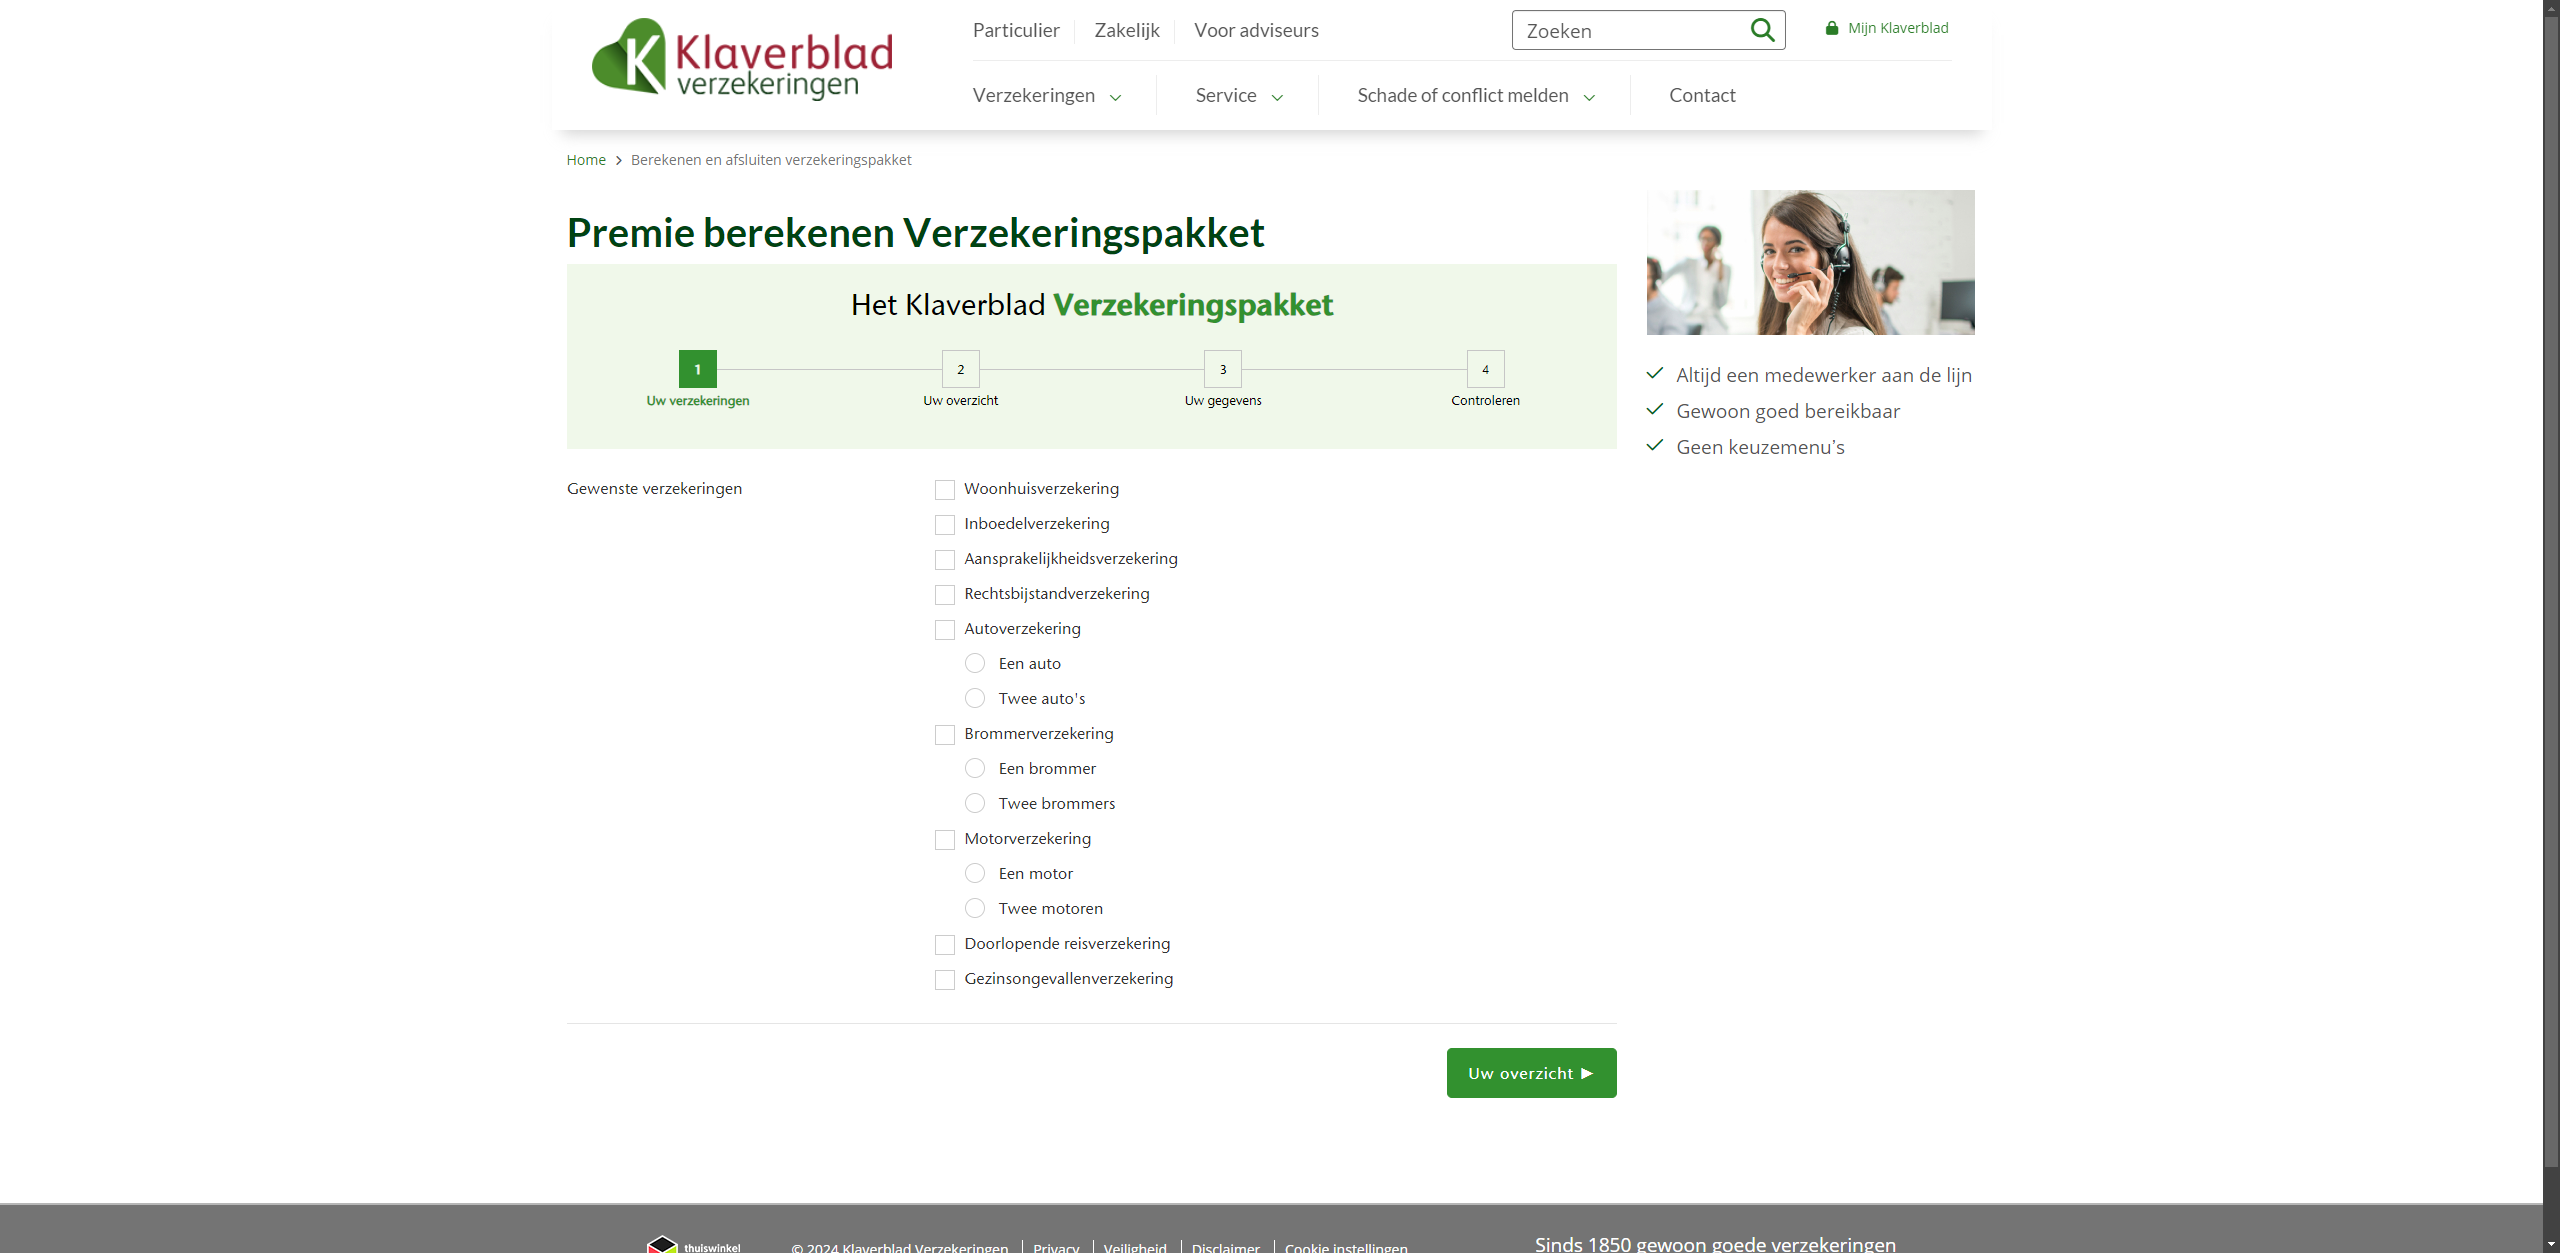 Klaverblad
verzekeringen
Particulier
Zakelijk
Voor adviseurs
Zoeken
Mijn Klaverblad
Verzekeringen
Service
Schade of conflict melden
Contact
Home > Berekenen en afsluiten verzekeringspakket
Premie berekenen Verzekeringspakket
Het Klaverblad Verzekeringspakket
1
2
3
4
Uw verzekeringen
Uw overzicht
Uw gegevens
Controleren
Altijd een medewerker aan de lijn
Gewoon goed bereikbaar
Geen keuzemenu's
Gewenste verzekeringen
Woonhuisverzekering
Inboedelverzekering
Aansprakelijkheidsverzekering
Rechtsbijstandverzekering
Autoverzekering
Een auto
Twee auto's
Brommerverzekering
Een brommer
Twee brommers
Motorverzekering
Een motor
Twee motoren
Doorlopende reisverzekering
Gezinsongevallenverzekering
Uw overzicht ►
thuiswinkel
© 2024 Klaverblad Verzekeringen
Privacy
Veiligheid
Disclaimer
Cookie instellingen
Sinds 1850 gewoon goede verzekeringen